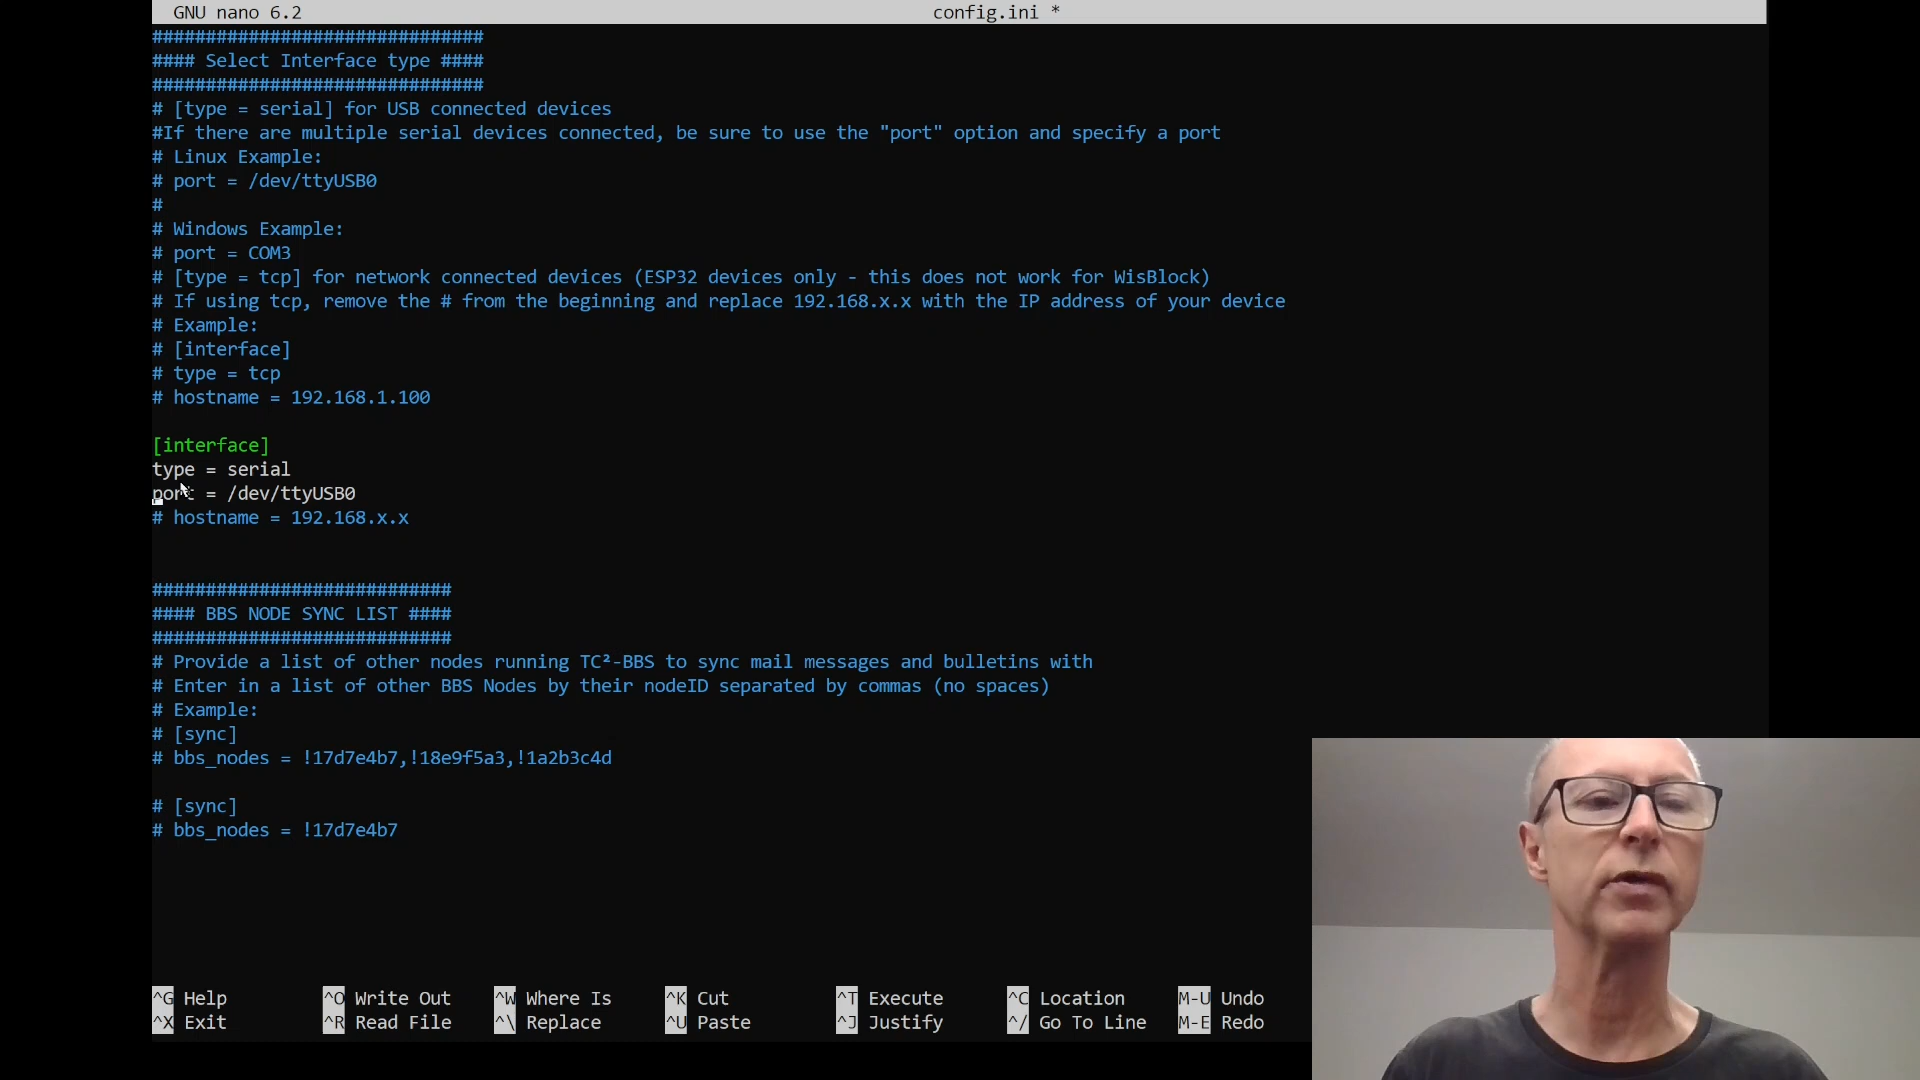 GNU nano 6.2 config.ini *
###############################
#### Select Interface type ####
###############################
# [type = serial] for USB connected devices
#If there are multiple serial devices connected, be sure to use the "port" option and specify a port
# Linux Example:
# port = /dev/ttyUSB0
#
# Windows Example:
# port = COM3
# [type = tcp] for network connected devices (ESP32 devices only - this does not work for WisBlock)
# If using tcp, remove the # from the beginning and replace 192.168.x.x with the IP address of your device
# Example:
# [interface]
# type = tcp
# hostname = 192.168.1.100
[interface]
type = serial
port = /dev/ttyUSB0
# hostname = 192.168.x.x
############################
#### BBS NODE SYNC LIST ####
############################
# Provide a list of other nodes running TC²-BBS to sync mail messages and bulletins with
# Enter in a list of other BBS Nodes by their nodeID separated by commas (no spaces)
# Example:
# [sync]
# bbs_nodes = !17d7e4b7,!18e9f5a3,!1a2b3c4d
# [sync]
# bbs_nodes = !17d7e4b7
^G Help ^O Write Out ^W Where Is ^K Cut ^T Execute ^C Location M-U Undo
^X Exit ^R Read File ^\ Replace ^U Paste ^J Justify ^/ Go To Line M-E Redo